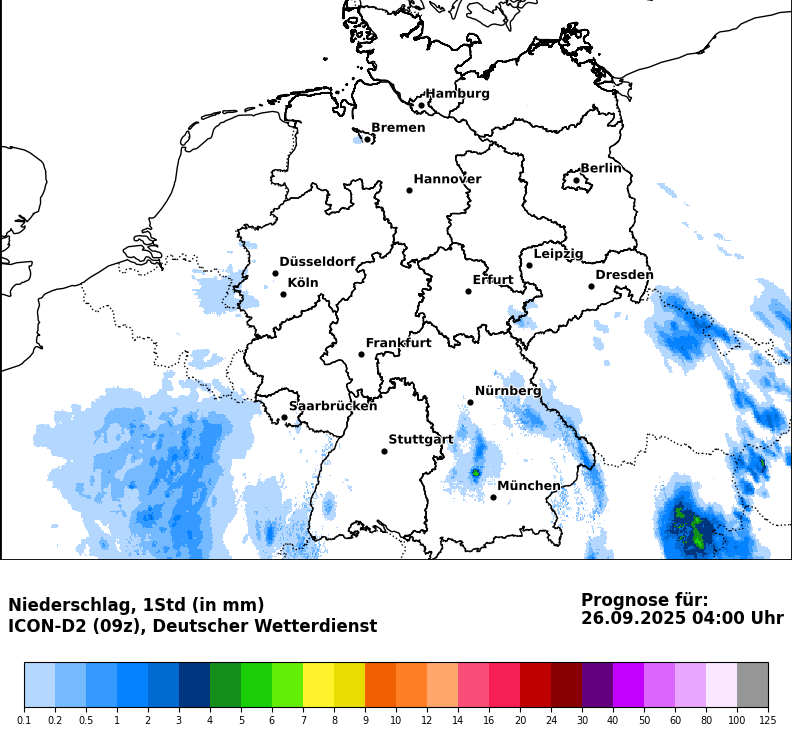 Hamburg
Bremen
Berlin
Hannover
Leipzig
Düsseldorf
Dresden
Köln
Erfurt
Frankfurt
Nürnberg
Saarbrücken
Stuttgart
München
Niederschlag, 1Std (in mm)
ICON-D2 (09z), Deutscher Wetterdienst
Prognose für:
26.09.2025 04:00 Uhr
0.1 0.2 0.5 1 2 3 4 5 6 7 8 9 10 12 14 16 20 24 30 40 50 60 80 100 125